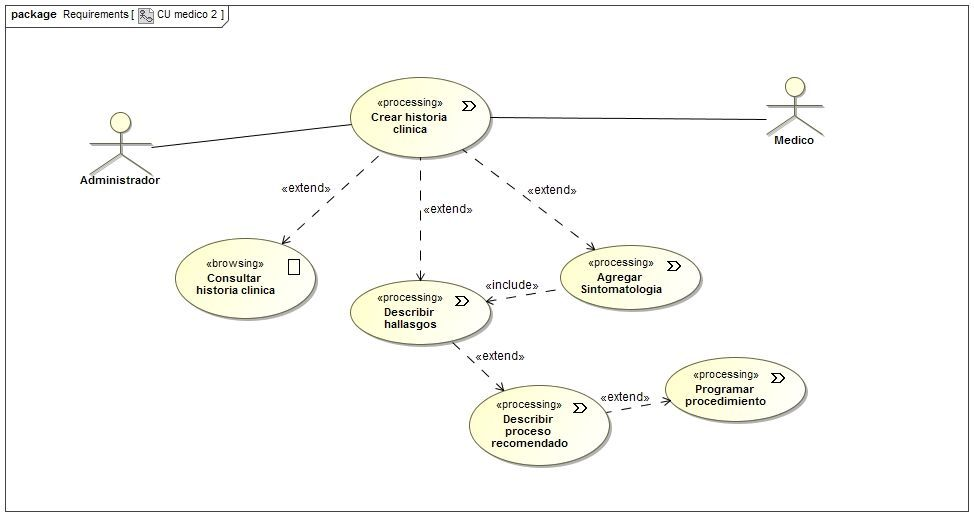 package Requirements [ CU medico 2 ]
«processing»
Crear historia
clinica
Medico
Administrador
«extend»
«extend»
«extend»
«browsing»
Consultar
historia clinica
«processing»
Agregar
Sintomatologia
«include»
«processing»
Describir
hallasgos
«extend»
«processing»
Programar
procedimiento
«extend»
«processing»
Describir
proceso
recomendado